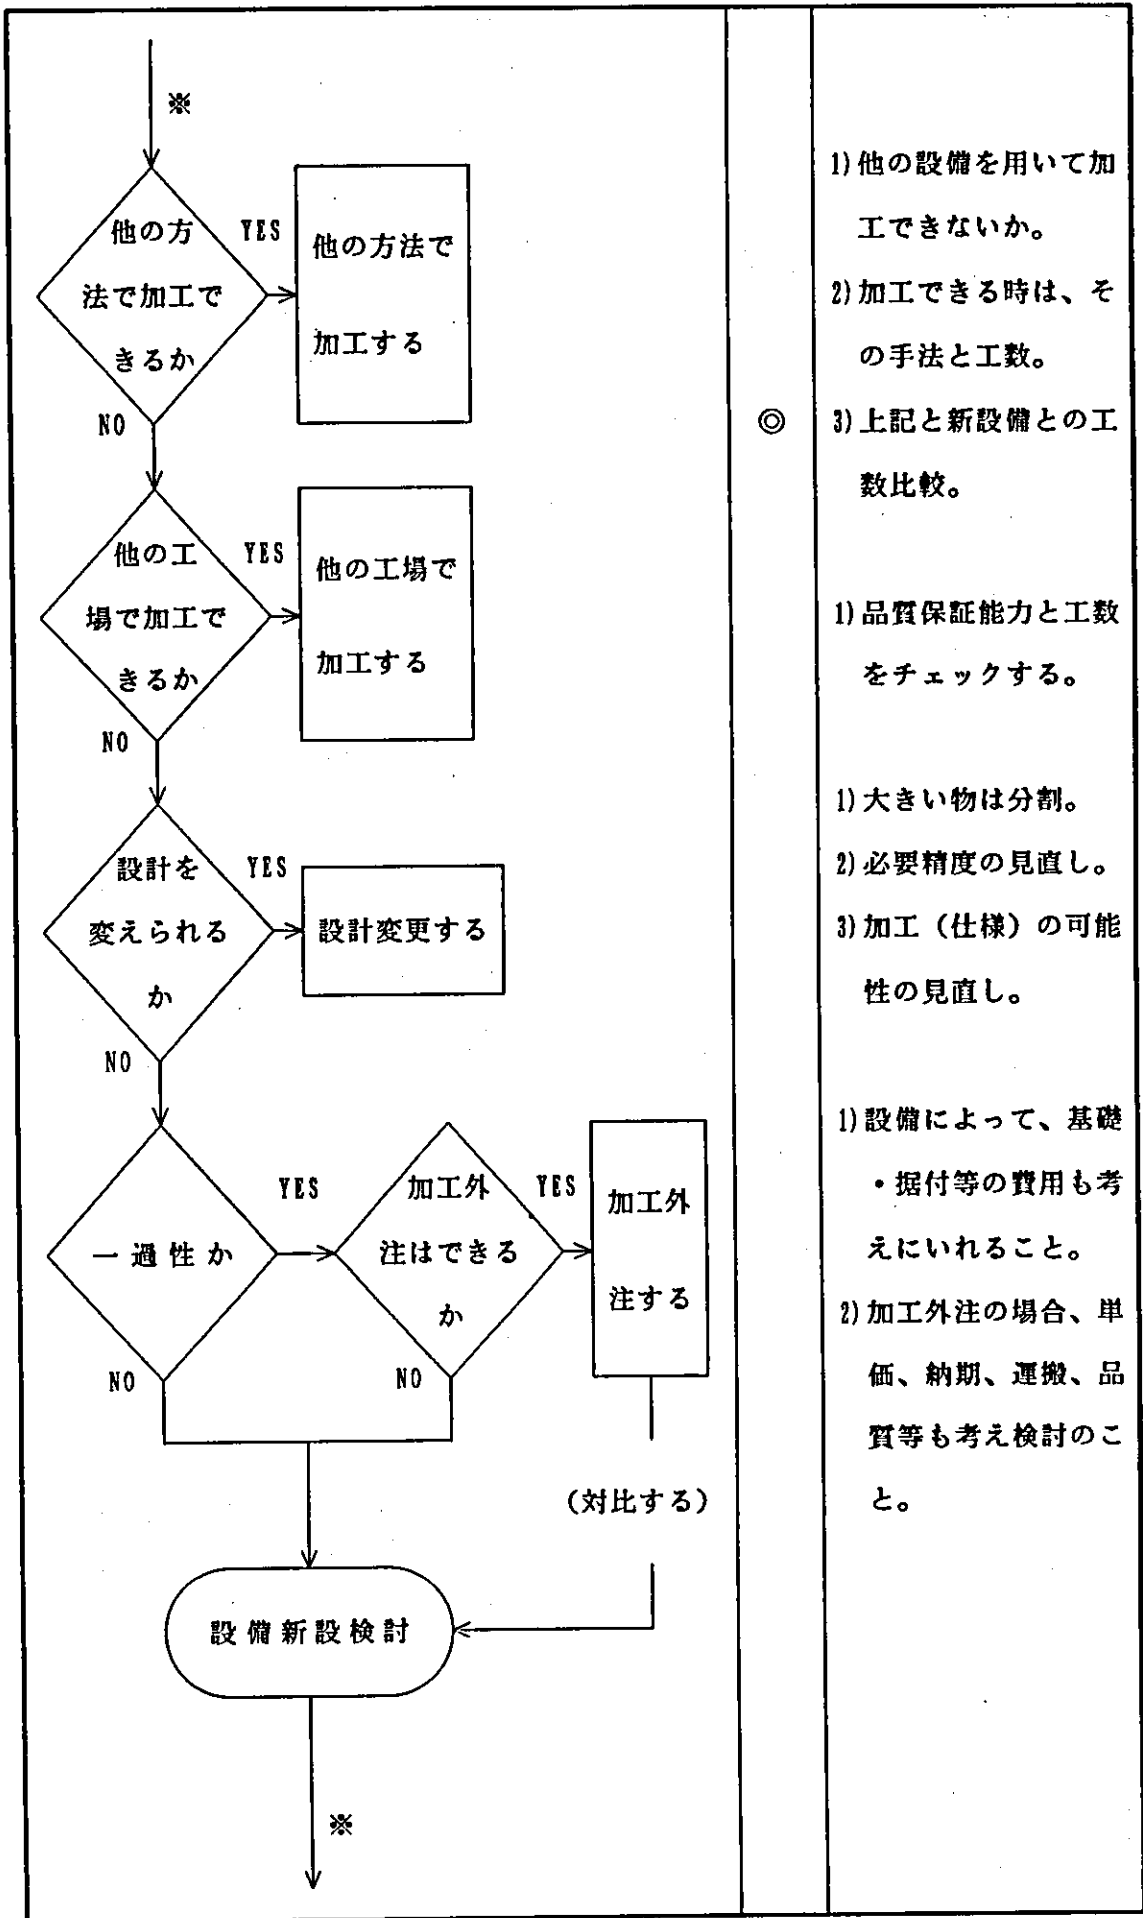 ※
他の方
法で加工で
きるか
YES
NO
他の方法で
加工する
他の工
場で加工で
きるか
YES
NO
他の工場で
加工する
設計を
変えられる
か
YES
NO
設計変更する
一過性か
YES
NO
加工外
注はできる
か
YES
NO
加工外
注する
(対比する)
設備新設検討
※
◎
1)他の設備を用いて加
工できないか。
2)加工できる時は、そ
の手法と工数。
3)上記と新設備との工
数比較。
1)品質保証能力と工数
をチェックする。
1)大きい物は分割。
2)必要精度の見直し。
3)加工(仕様)の可能
性の見直し。
1)設備によって、基礎
・据付等の費用も考
えにいれること。
2)加工外注の場合、単
価、納期、運搬、品
質等も考え検討のこ
と。